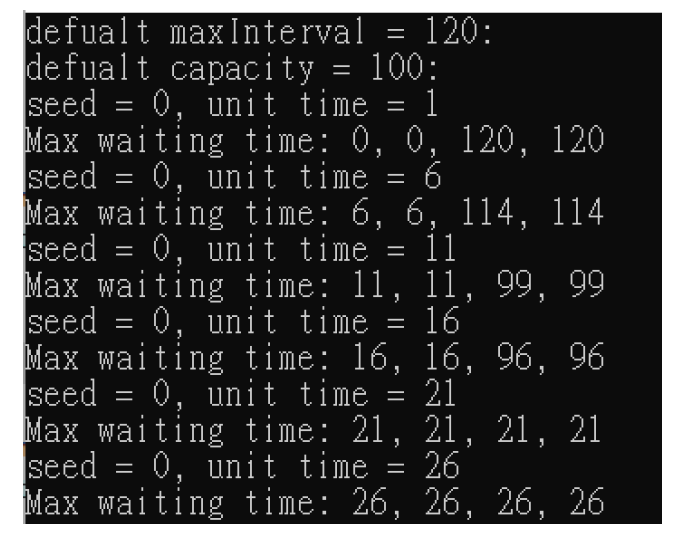 defualt maxInterval = 120:
defualt capacity = 100:
seed = 0, unit time = 1
Max waiting time: 0, 0, 120, 120
seed = 0, unit time = 6
Max waiting time: 6, 6, 114, 114
seed = 0, unit time = 11
Max waiting time: 11, 11, 99, 99
seed = 0, unit time = 16
Max waiting time: 16, 16, 96, 96
seed = 0, unit time = 21
Max waiting time: 21, 21, 21, 21
seed = 0, unit time = 26
Max waiting time: 26, 26, 26, 26